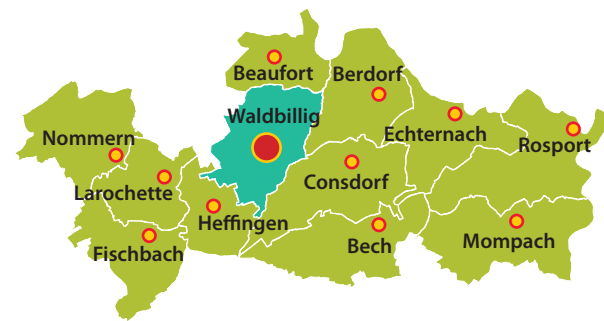 Beaufort
Berdorf
Waldbillig
Echternach
Nommern
Rosport
Larochette
Consdorf
Heffingen
Fischbach
Bech
Mompach